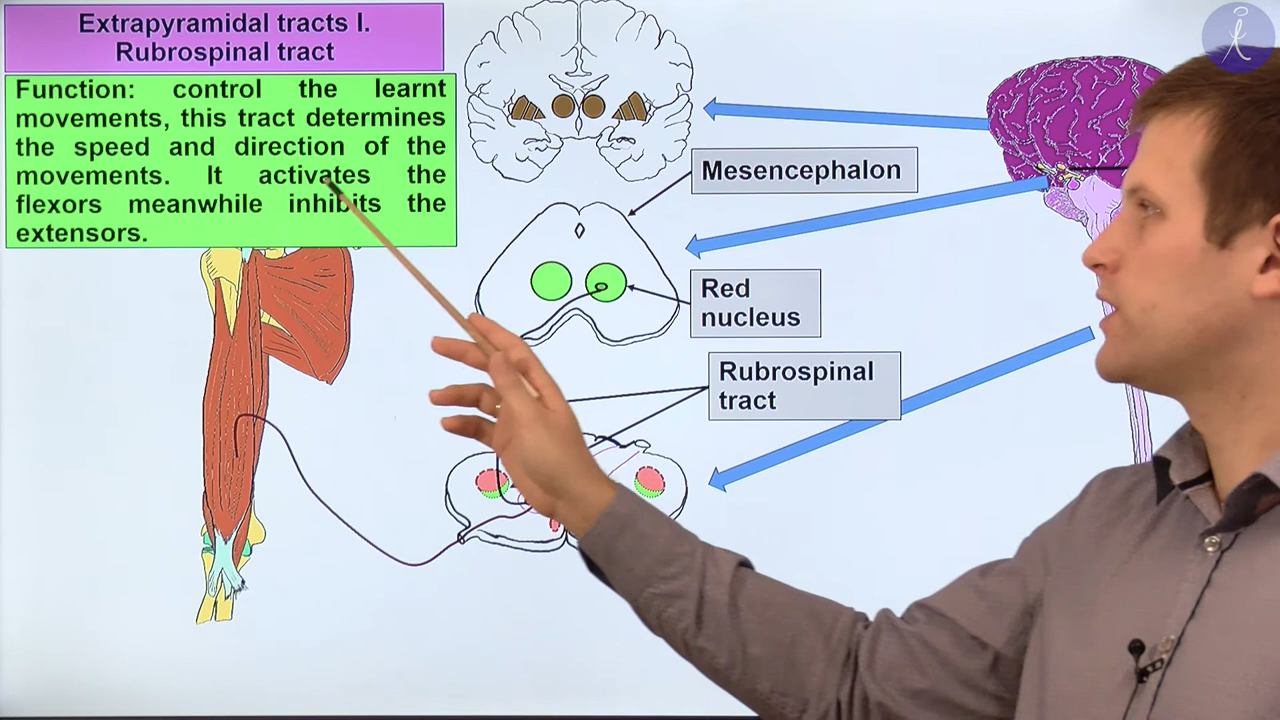 Extrapyramidal tracts I.
Rubrospinal tract
Function: control the learnt
movements, this tract determines
the speed and direction of the
movements. It activates the
flexors meanwhile inhibits the
extensors.
Mesencephalon
Red
nucleus
Rubrospinal
tract